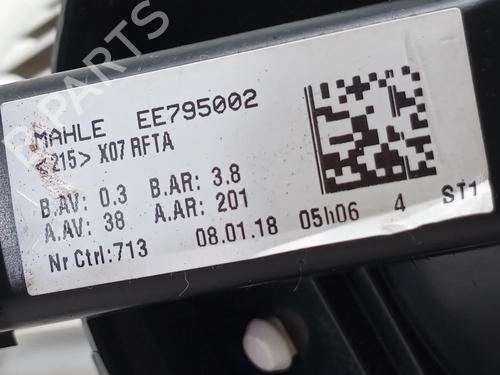 MAHLE EE795002
<215> X07 RFTA
B.AV: 0.3 B.AR: 3.8
A.AV: 38 A.AR: 201
Nr Ctrl:713 08.01.18 05h06 4 ST1
B-PARTS